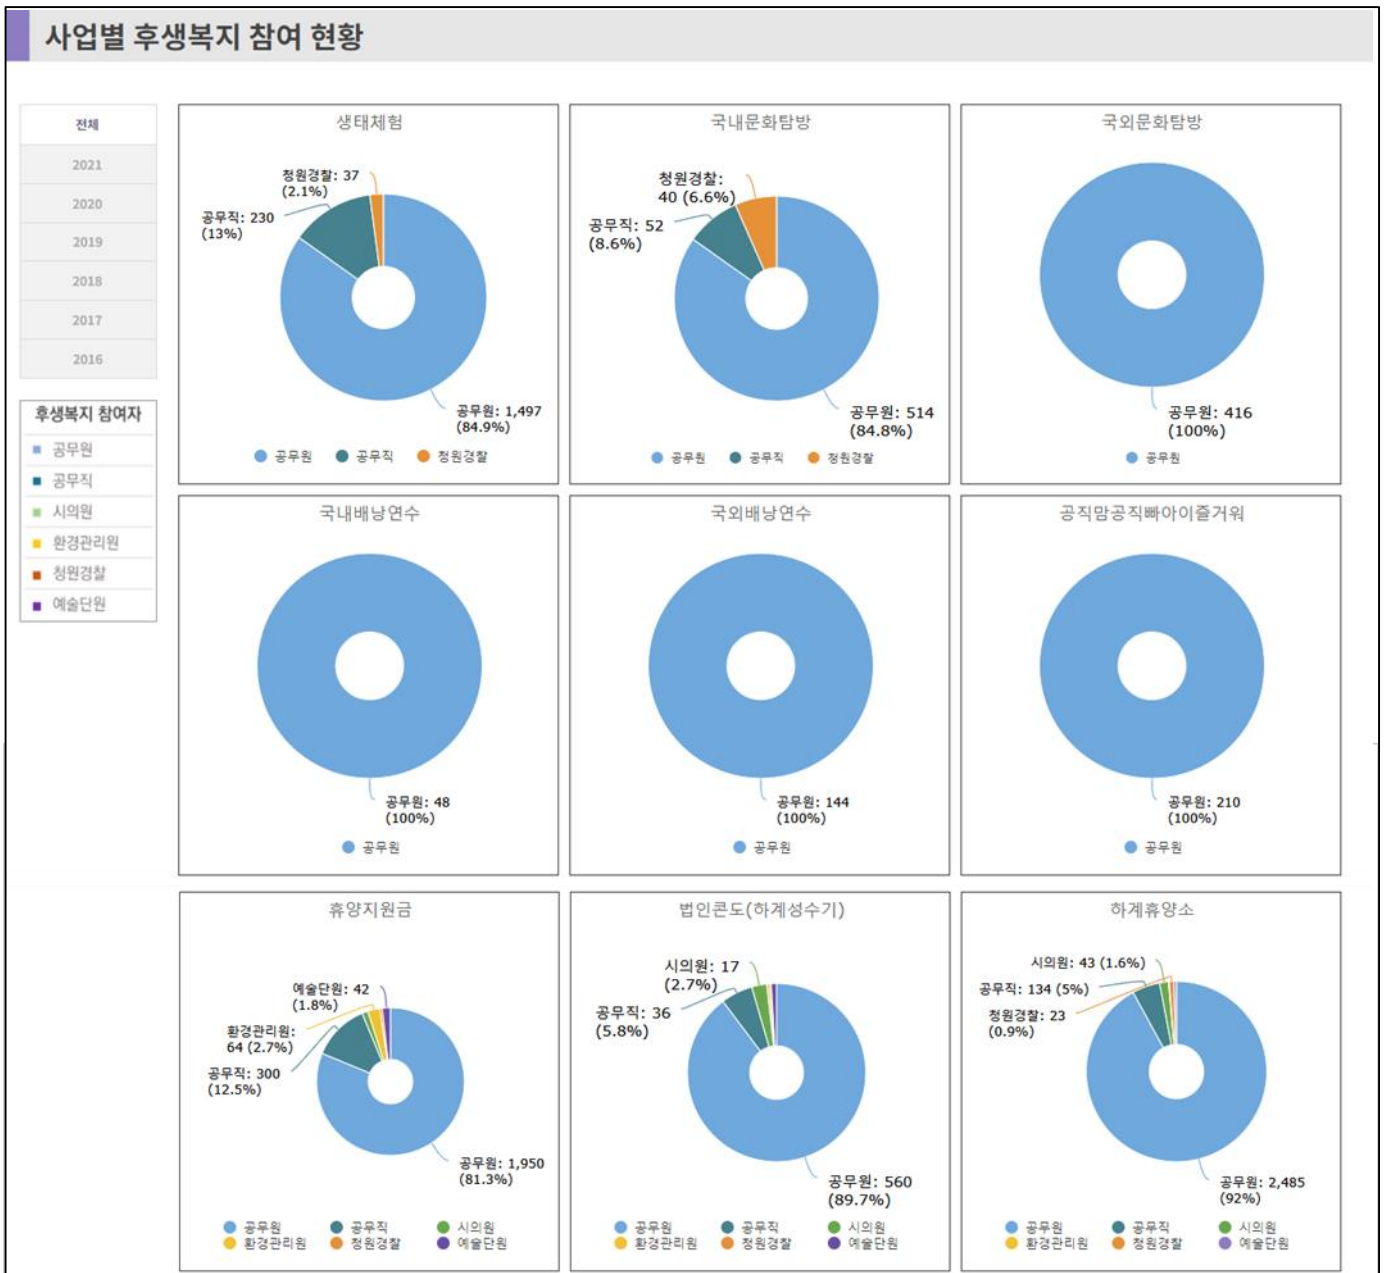 사업별 후생복지 참여 현황
전체
2021
2020
2019
2018
2017
2016
후생복지 참여자
공무원
공무직
시의원
환경관리원
청원경찰
예술단원
생태체험
청원경찰: 37
(2.1%)
공무직: 230
(13%)
공무원: 1,497
(84.9%)
공무원 공무직 청원경찰
국내문화탐방
청원경찰:
40 (6.6%)
공무직: 52
(8.6%)
공무원: 514
(84.8%)
공무원 공무직 청원경찰
국외문화탐방
공무원: 416
(100%)
공무원
국내배낭연수
공무원: 48
(100%)
공무원
국외배낭연수
공무원: 144
(100%)
공무원
공직맘공직빠아이즐거워
공무원: 210
(100%)
공무원
휴양지원금
예술단원: 42
(1.8%)
환경관리원:
64 (2.7%)
공무직: 300
(12.5%)
공무원: 1,950
(81.3%)
공무원 공무직 시의원
환경관리원 청원경찰 예술단원
법인콘도(하계성수기)
시의원: 17
(2.7%)
공무직: 36
(5.8%)
공무원: 560
(89.7%)
공무원 공무직 시의원
환경관리원 청원경찰 예술단원
하계휴양소
시의원: 43 (1.6%)
공무직: 134 (5%)
청원경찰: 23
(0.9%)
공무원: 2,485
(92%)
공무원 공무직 시의원
환경관리원 청원경찰 예술단원